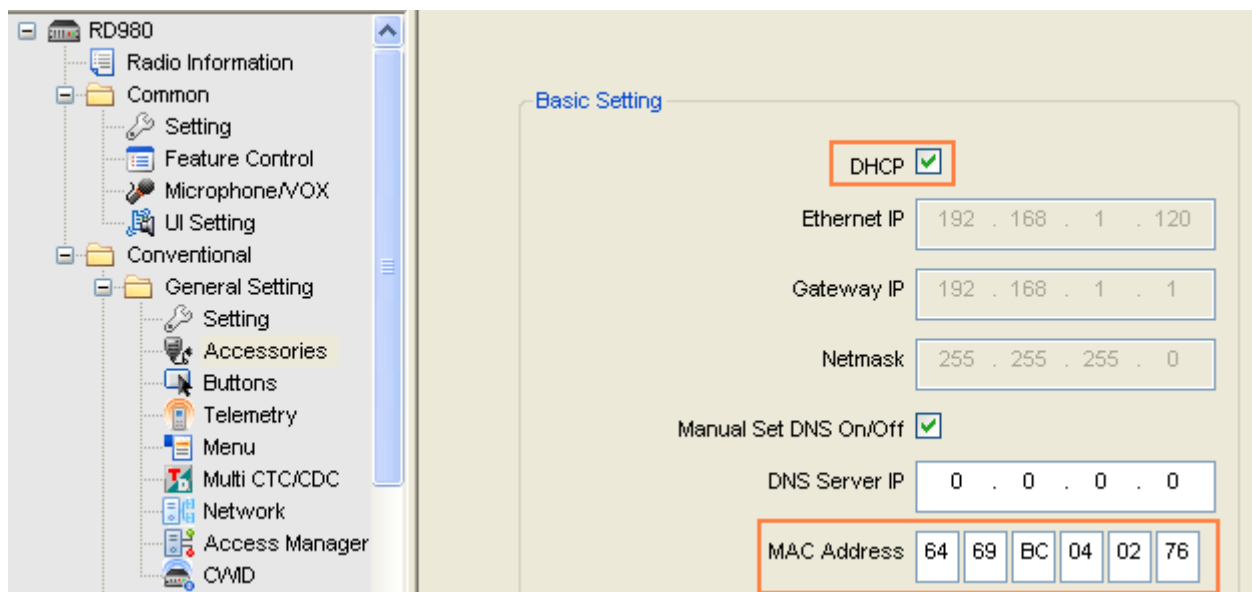 RD980
Radio Information
Common
Setting
Feature Control
Microphone/VOX
UI Setting
Conventional
General Setting
Setting
Accessories
Buttons
Telemetry
Menu
Multi CTC/CDC
Network
Access Manager
CWID
Basic Setting
DHCP
Ethernet IP 192 . 168 . 1 . 120
Gateway IP 192 . 168 . 1 . 1
Netmask 255 . 255 . 255 . 0
Manual Set DNS On/Off
DNS Server IP 0 . 0 . 0 . 0
MAC Address 64 69 BC 04 02 76